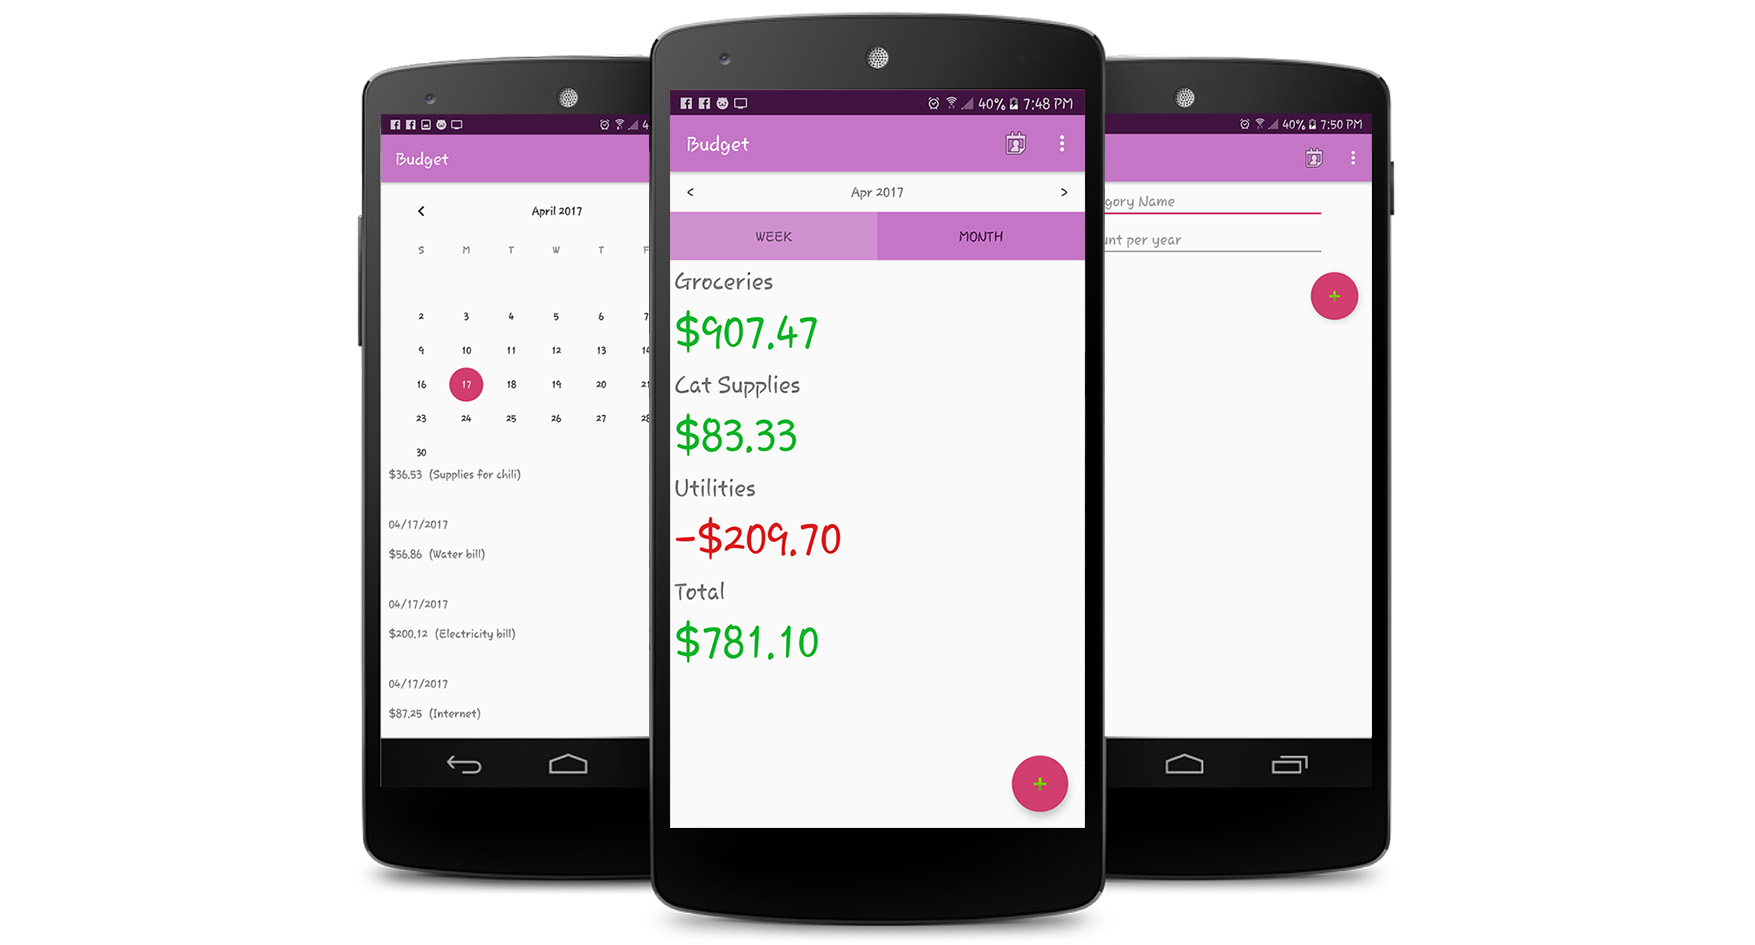 Budget
April 2017
S M T W T F
2 3 4 5 6 7
9 10 11 12 13 14
16 17 18 19 20 21
23 24 25 26 27 28
30
$36.53 (Supplies for chili)
04/17/2017
$56.86 (Water bill)
04/17/2017
$200.12 (Electricity bill)
04/17/2017
$87.25 (Internet)
40% 7:48 PM
Budget
< Apr 2017 >
WEEK MONTH
Groceries
$907.47
Cat Supplies
$83.33
Utilities
-$209.70
Total
$781.10
+
40% 7:50 PM
gory Name
unt per year
+